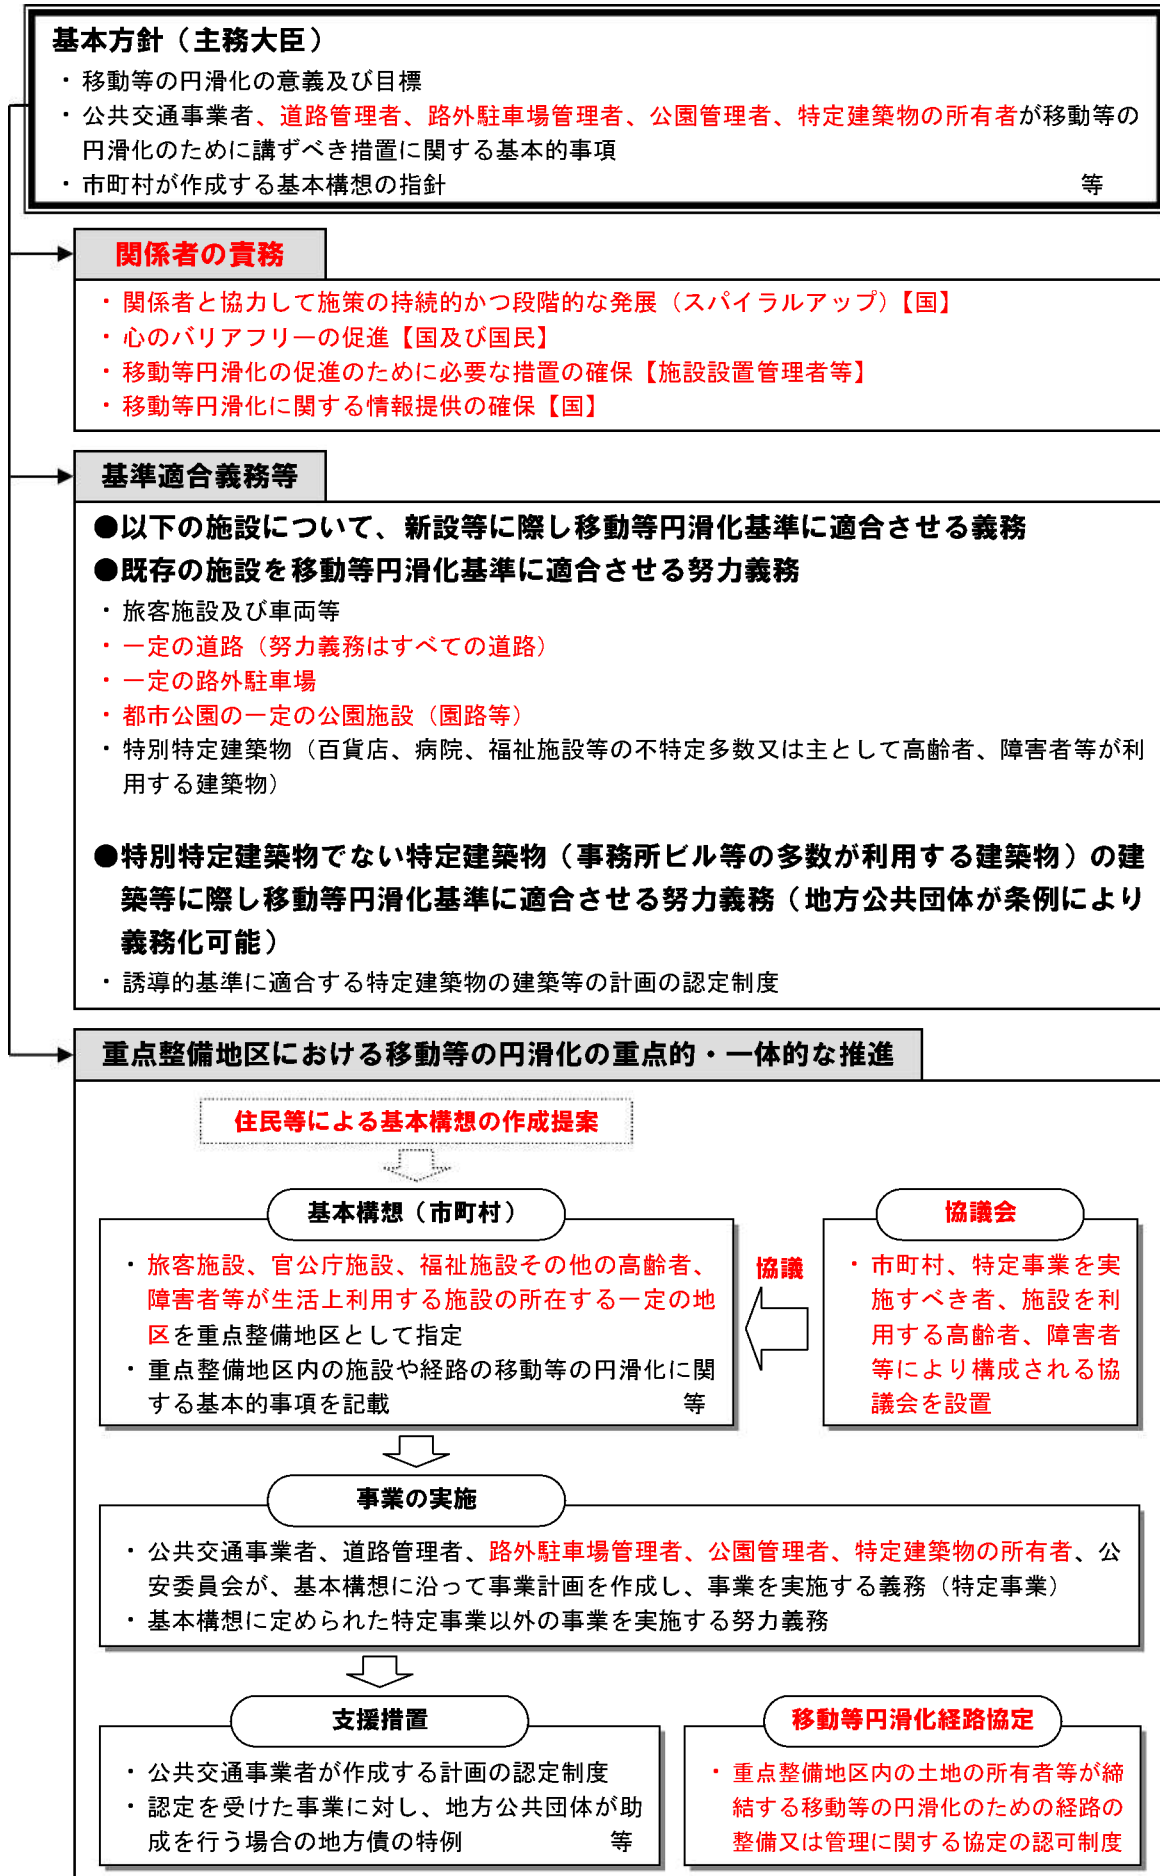 基本方針（主務大臣）
・移動等の円滑化の意義及び目標
・公共交通事業者、道路管理者、路外駐車場管理者、公園管理者、特定建築物の所有者が移動等の
円滑化のために講ずべき措置に関する基本的事項
・市町村が作成する基本構想の指針 等
関係者の責務
・関係者と協力して施策の持続的かつ段階的な発展（スパイラルアップ）【国】
・心のバリアフリーの促進【国及び国民】
・移動等円滑化の促進のために必要な措置の確保【施設設置管理者等】
・移動等円滑化に関する情報提供の確保【国】
基準適合義務等
●以下の施設について、新設等に際し移動等円滑化基準に適合させる義務
●既存の施設を移動等円滑化基準に適合させる努力義務
・旅客施設及び車両等
・一定の道路（努力義務はすべての道路）
・一定の路外駐車場
・都市公園の一定の公園施設（園路等）
・特別特定建築物（百貨店、病院、福祉施設等の不特定多数又は主として高齢者、障害者等が利
用する建築物）
●特別特定建築物でない特定建築物（事務所ビル等の多数が利用する建築物）の建
築等に際し移動等円滑化基準に適合させる努力義務（地方公共団体が条例により
義務化可能）
・誘導的基準に適合する特定建築物の建築等の計画の認定制度
重点整備地区における移動等の円滑化の重点的・一体的な推進
住民等による基本構想の作成提案
基本構想（市町村）
・旅客施設、官公庁施設、福祉施設その他の高齢者、
障害者等が生活上利用する施設の所在する一定の地
区を重点整備地区として指定
・重点整備地区内の施設や経路の移動等の円滑化に関
する基本的事項を記載 等
協議
協議会
・市町村、特定事業を実
施すべき者、施設を利
用する高齢者、障害者
等により構成される協
議会を設置
事業の実施
・公共交通事業者、道路管理者、路外駐車場管理者、公園管理者、特定建築物の所有者、公
安委員会が、基本構想に沿って事業計画を作成し、事業を実施する義務（特定事業）
・基本構想に定められた特定事業以外の事業を実施する努力義務
支援措置
・公共交通事業者が作成する計画の認定制度
・認定を受けた事業に対し、地方公共団体が助
成を行う場合の地方債の特例 等
移動等円滑化経路協定
・重点整備地区内の土地の所有者等が締
結する移動等の円滑化のための経路の
整備又は管理に関する協定の認可制度